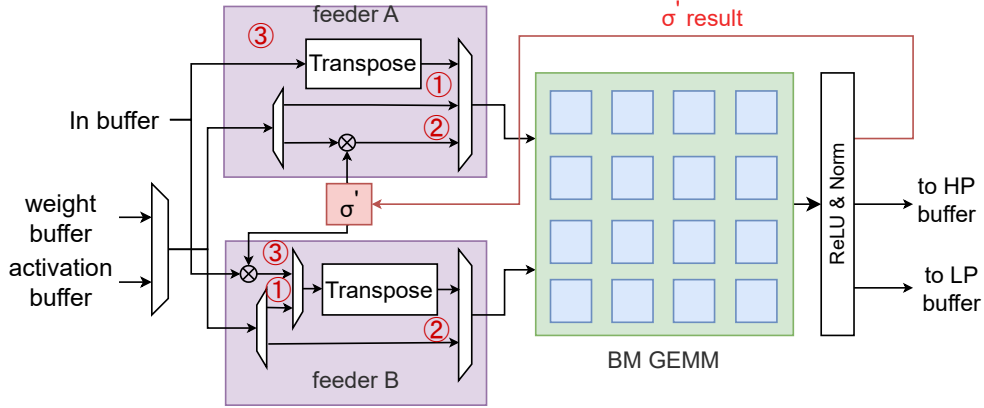 σ' result
feeder A
③
Transpose
①
In buffer
②
weight
buffer
σ'
activation
buffer
③
①
Transpose
②
feeder B
BM GEMM
ReLU & Norm
to HP
buffer
to LP
buffer